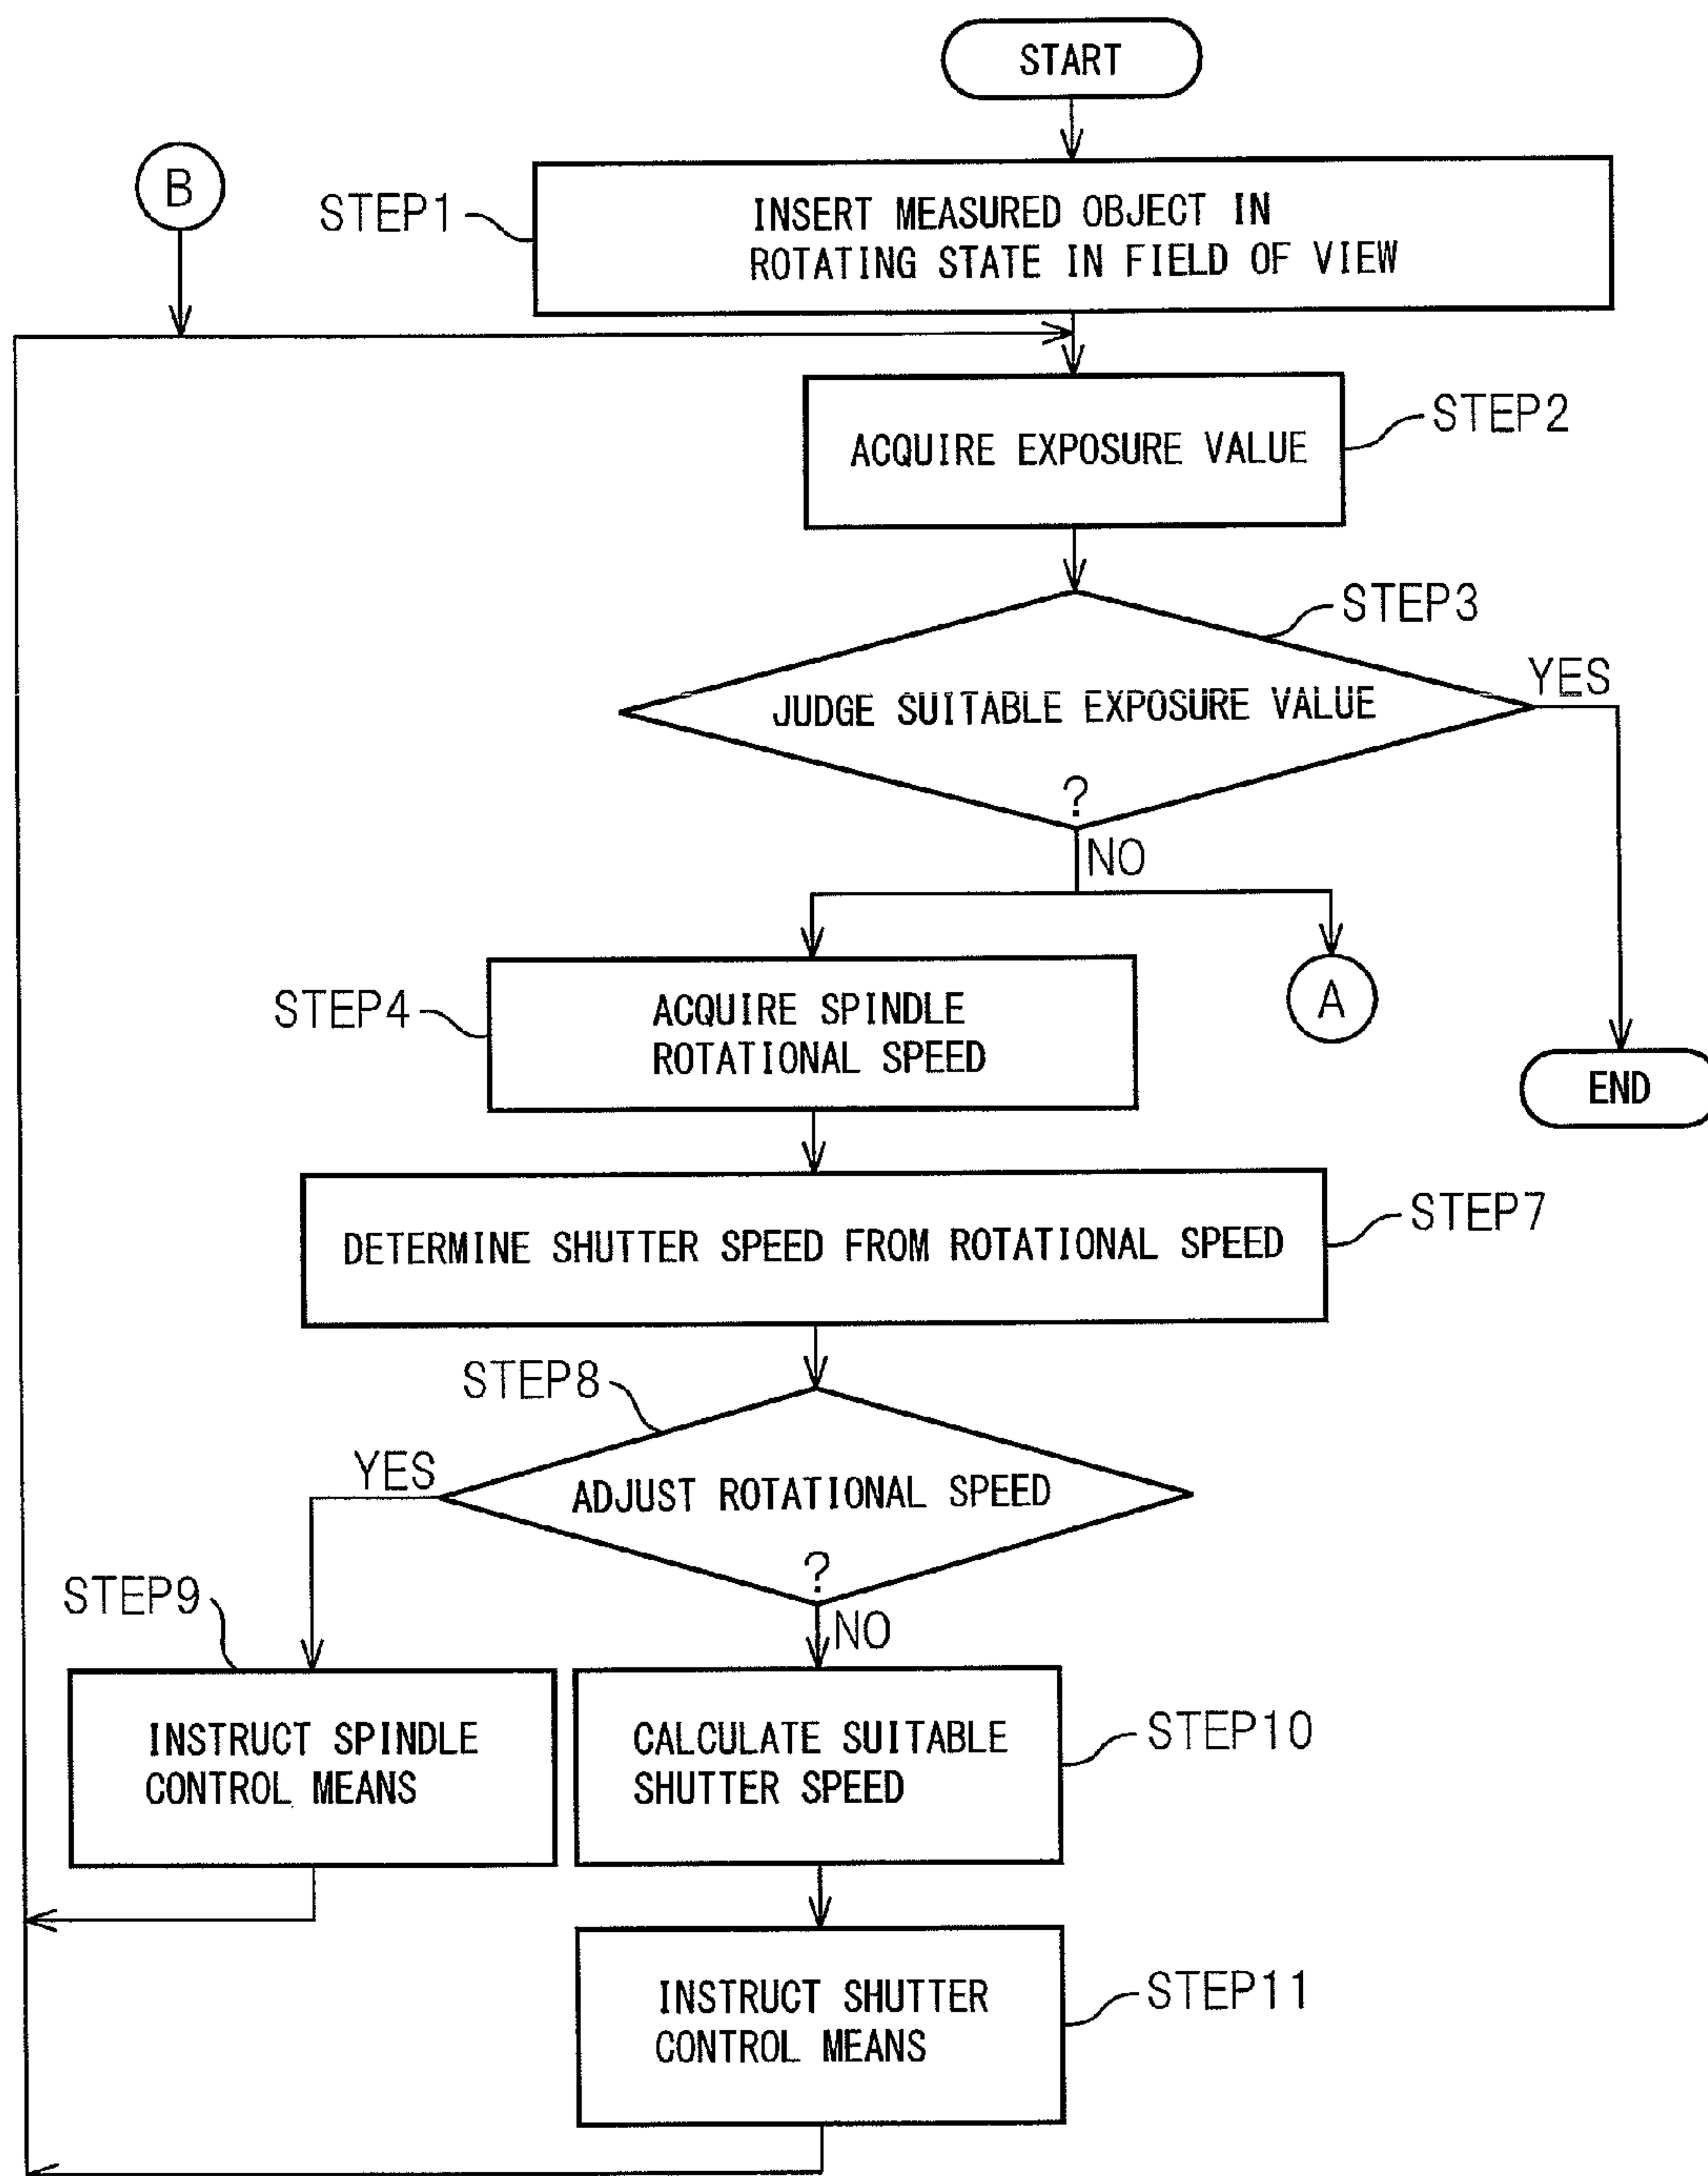 START
B
STEP1
INSERT MEASURED OBJECT IN
ROTATING STATE IN FIELD OF VIEW
STEP2
ACQUIRE EXPOSURE VALUE
STEP3
JUDGE SUITABLE EXPOSURE VALUE
?
YES
NO
STEP4
ACQUIRE SPINDLE
ROTATIONAL SPEED
A
END
STEP7
DETERMINE SHUTTER SPEED FROM ROTATIONAL SPEED
STEP8
YES
ADJUST ROTATIONAL SPEED
?
NO
STEP9
INSTRUCT SPINDLE
CONTROL MEANS
CALCULATE SUITABLE
SHUTTER SPEED
STEP10
INSTRUCT SHUTTER
CONTROL MEANS
STEP11